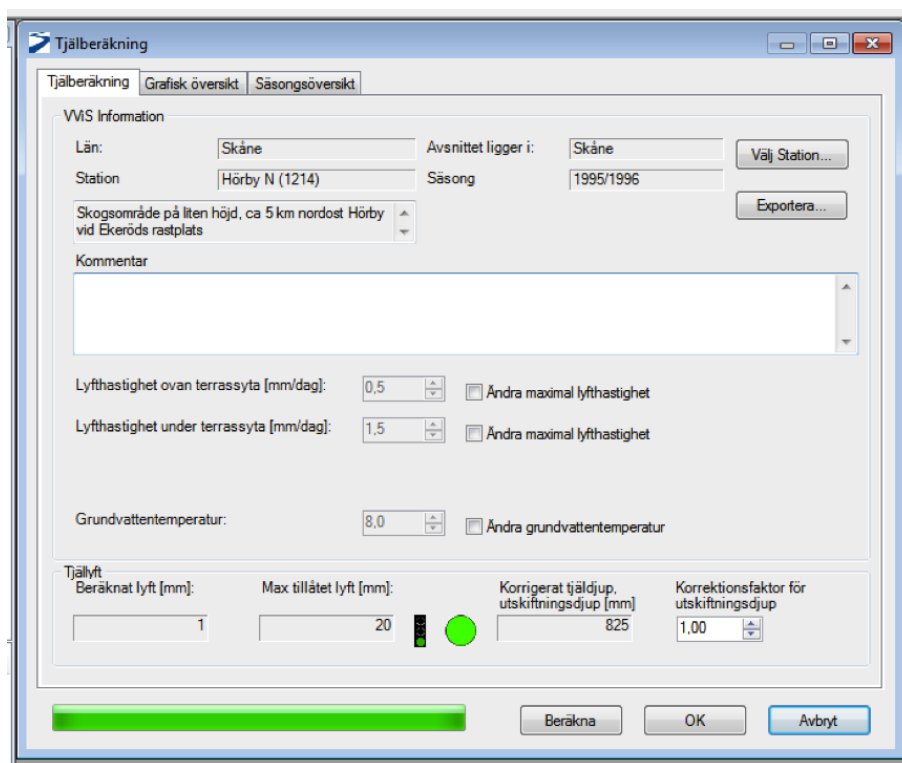 Tjälberäkning
Tjälberäkning Grafisk översikt Säsongsöversikt
VViS Information
Län: Skåne Avsnittet ligger i: Skåne Välj Station...
Station Hörby N (1214) Säsong 1995/1996
Exportera...
Skogsområde på liten höjd, ca 5 km nordost Hörby
vid Ekeröds rastplats
Kommentar
Lyfthastighet ovan terrassyta [mm/dag]: 0,5 Ändra maximal lyfthastighet
Lyfthastighet under terrassyta [mm/dag]: 1,5 Ändra maximal lyfthastighet
Grundvattentemperatur: 8,0 Ändra grundvattentemperatur
Tjällyft
Beräknat lyft [mm]: Max tillåtet lyft [mm]: Korrigerat tjäldjup, Korrektionsfaktor för
utskiftningsdjup [mm] utskiftningsdjup
1 20 825 1,00
Beräkna OK Avbryt